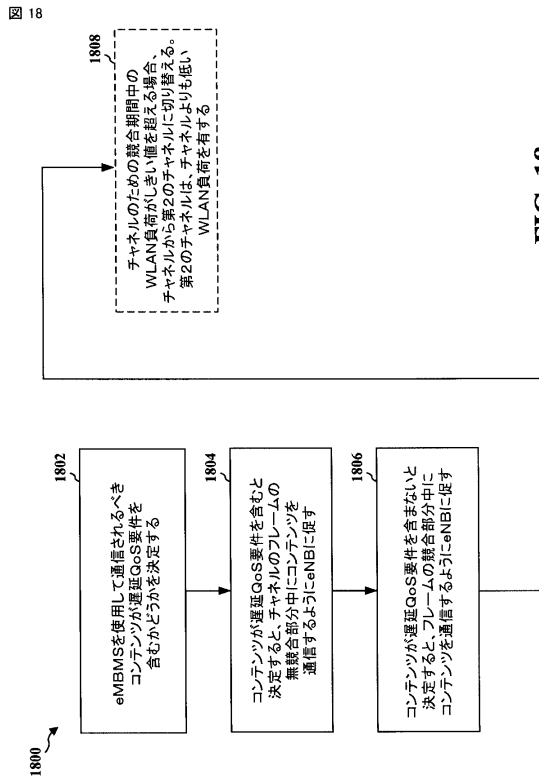 図 18
1800
1802
eMBMSを使用して通信されるべき
コンテンツが遅延QoS要件を
含むかどうかを決定する
1804
コンテンツが遅延QoS要件を含むと
決定すると、チャネルのフレームの
無競合部分中にコンテンツを
通信するようにeNBに促す
1806
コンテンツが遅延QoS要件を含まないと
決定すると、フレームの競合部分中に
コンテンツを通信するようにeNBに促す
1808
チャネルのための競合期間中の
WLAN負荷がしきい値を超える場合、
チャネルから第2のチャネルに切り替える。
第2のチャネルは、チャネルよりも低い
WLAN負荷を有する